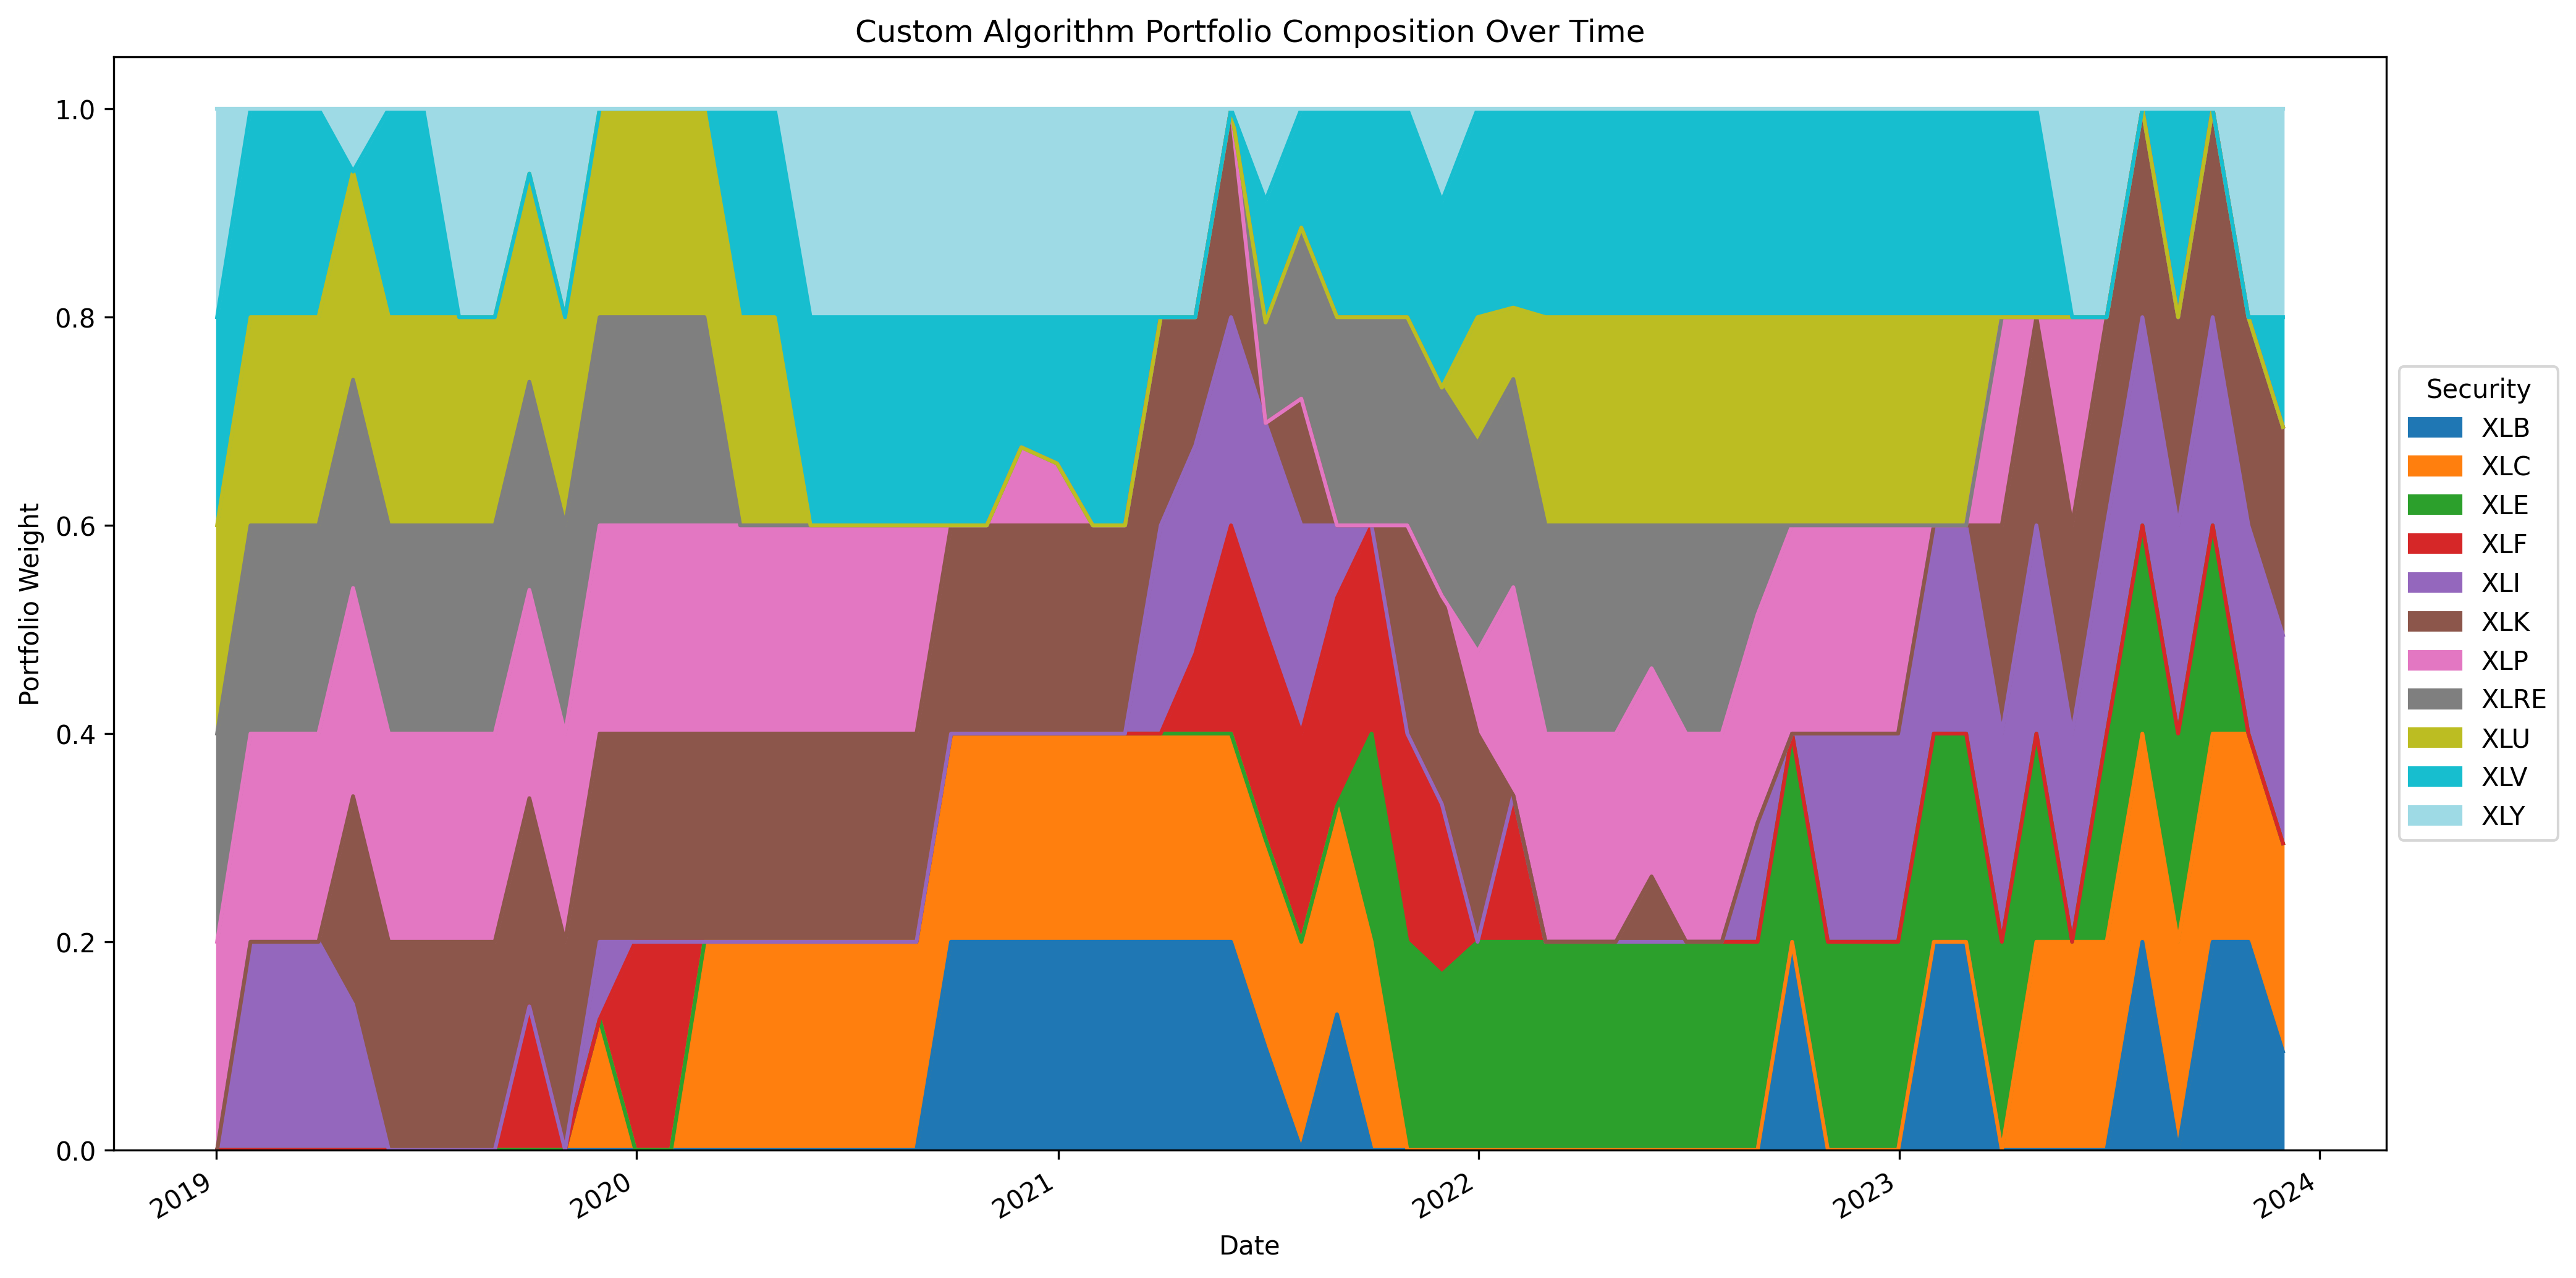 Custom Algorithm Portfolio Composition Over Time
1.0
0.8
0.6
0.4
0.2
0.0
Portfolio Weight
2019
2020
2021
2022
2023
2024
Date
Security
XLB
XLC
XLE
XLF
XLI
XLK
XLP
XLRE
XLU
XLV
XLY